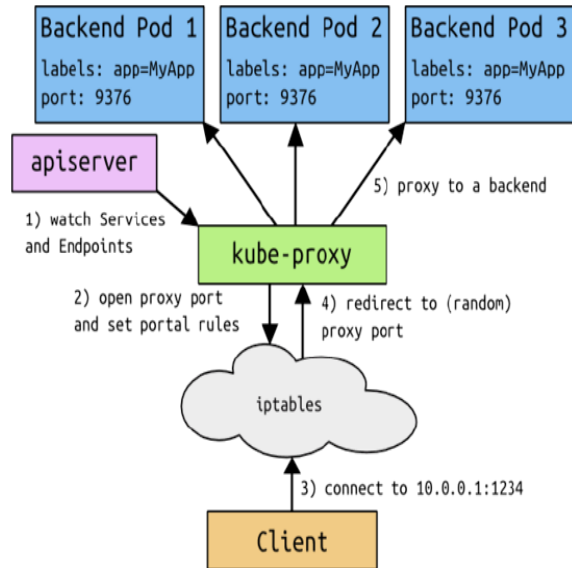 Backend Pod 1
labels: app=MyApp
port: 9376
Backend Pod 2
labels: app=MyApp
port: 9376
Backend Pod 3
labels: app=MyApp
port: 9376
apiserver
5) proxy to a backend
1) watch Services
and Endpoints
kube-proxy
2) open proxy port
and set portal rules
4) redirect to (random)
proxy port
iptables
3) connect to 10.0.0.1:1234
Client